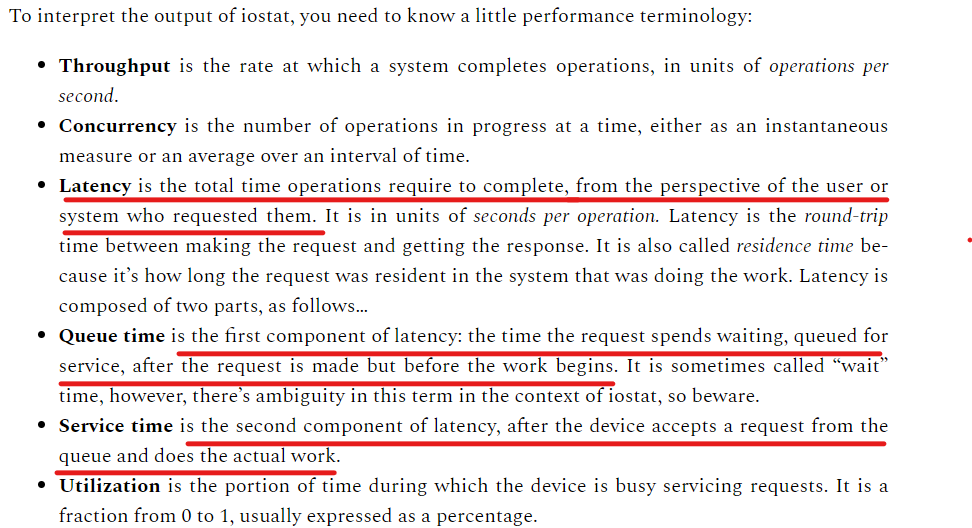 To interpret the output of iostat, you need to know a little performance terminology:
• Throughput is the rate at which a system completes operations, in units of operations per
second.
• Concurrency is the number of operations in progress at a time, either as an instantaneous
measure or an average over an interval of time.
• Latency is the total time operations require to complete, from the perspective of the user or
system who requested them. It is in units of seconds per operation. Latency is the round-trip
time between making the request and getting the response. It is also called residence time be-
cause it’s how long the request was resident in the system that was doing the work. Latency is
composed of two parts, as follows…
• Queue time is the first component of latency: the time the request spends waiting, queued for
service, after the request is made but before the work begins. It is sometimes called “wait”
time, however, there’s ambiguity in this term in the context of iostat, so beware.
• Service time is the second component of latency, after the device accepts a request from the
queue and does the actual work.
• Utilization is the portion of time during which the device is busy servicing requests. It is a
fraction from 0 to 1, usually expressed as a percentage.